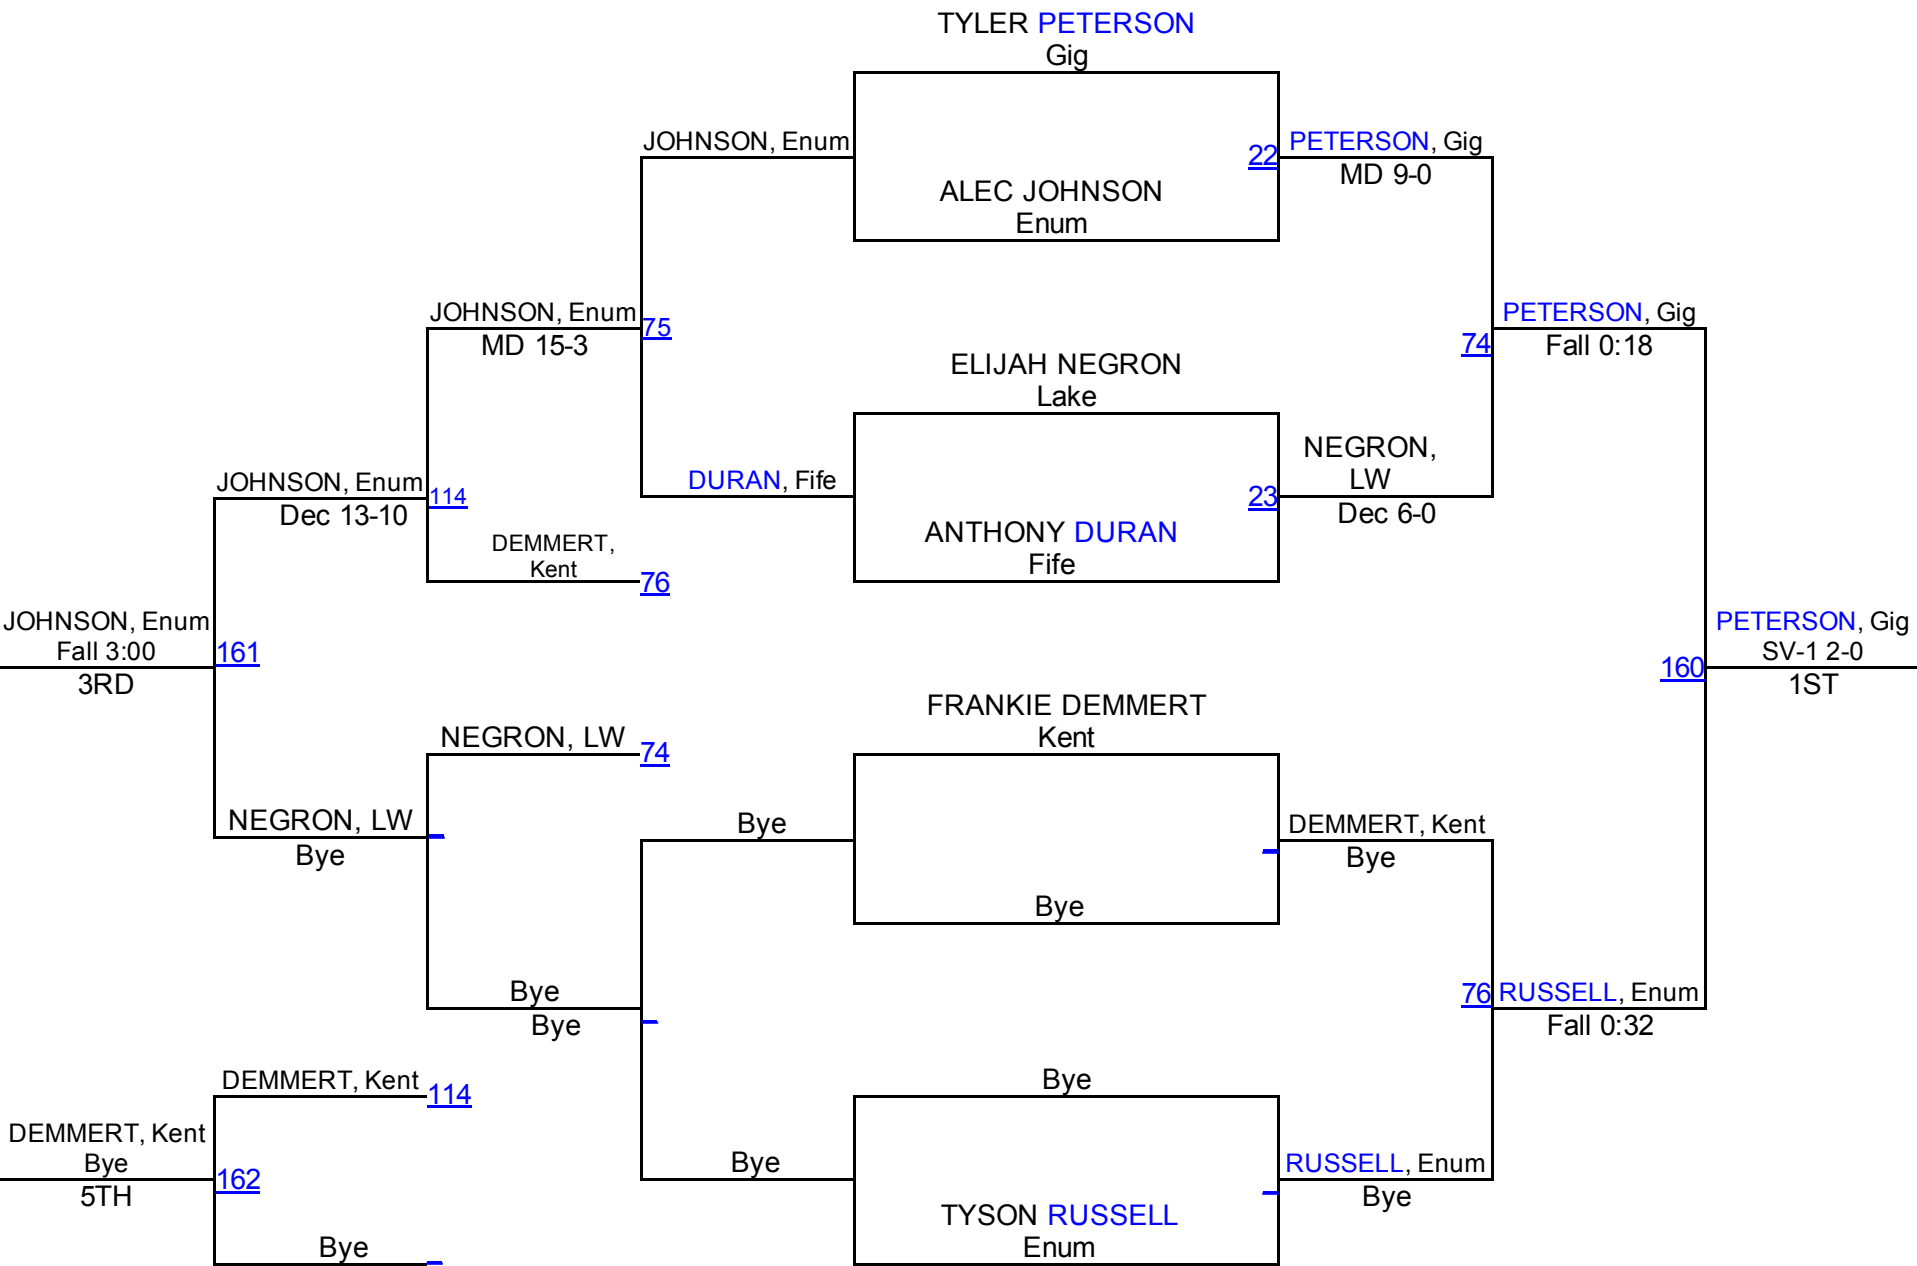 TYLER PETERSON
Gig
JOHNSON, Enum
22
PETERSON, Gig
MD 9-0
ALEC JOHNSON
Enum
JOHNSON, Enum
MD 15-3
75
ELIJAH NEGRON
Lake
74
PETERSON, Gig
Fall 0:18
JOHNSON, Enum
Dec 13-10
114
DURAN, Fife
23
NEGRON,
LW
Dec 6-0
ANTHONY DURAN
Fife
DEMMERT,
Kent
76
JOHNSON, Enum
Fall 3:00
3RD
161
160
PETERSON, Gig
SV-1 2-0
1ST
NEGRON, LW
74
FRANKIE DEMMERT
Kent
NEGRON, LW
Bye
Bye
DEMMERT, Kent
Bye
Bye
Bye
Bye
76
RUSSELL, Enum
Fall 0:32
DEMMERT, Kent
114
Bye
DEMMERT, Kent
Bye
5TH
162
Bye
RUSSELL, Enum
Bye
TYSON RUSSELL
Enum
Bye